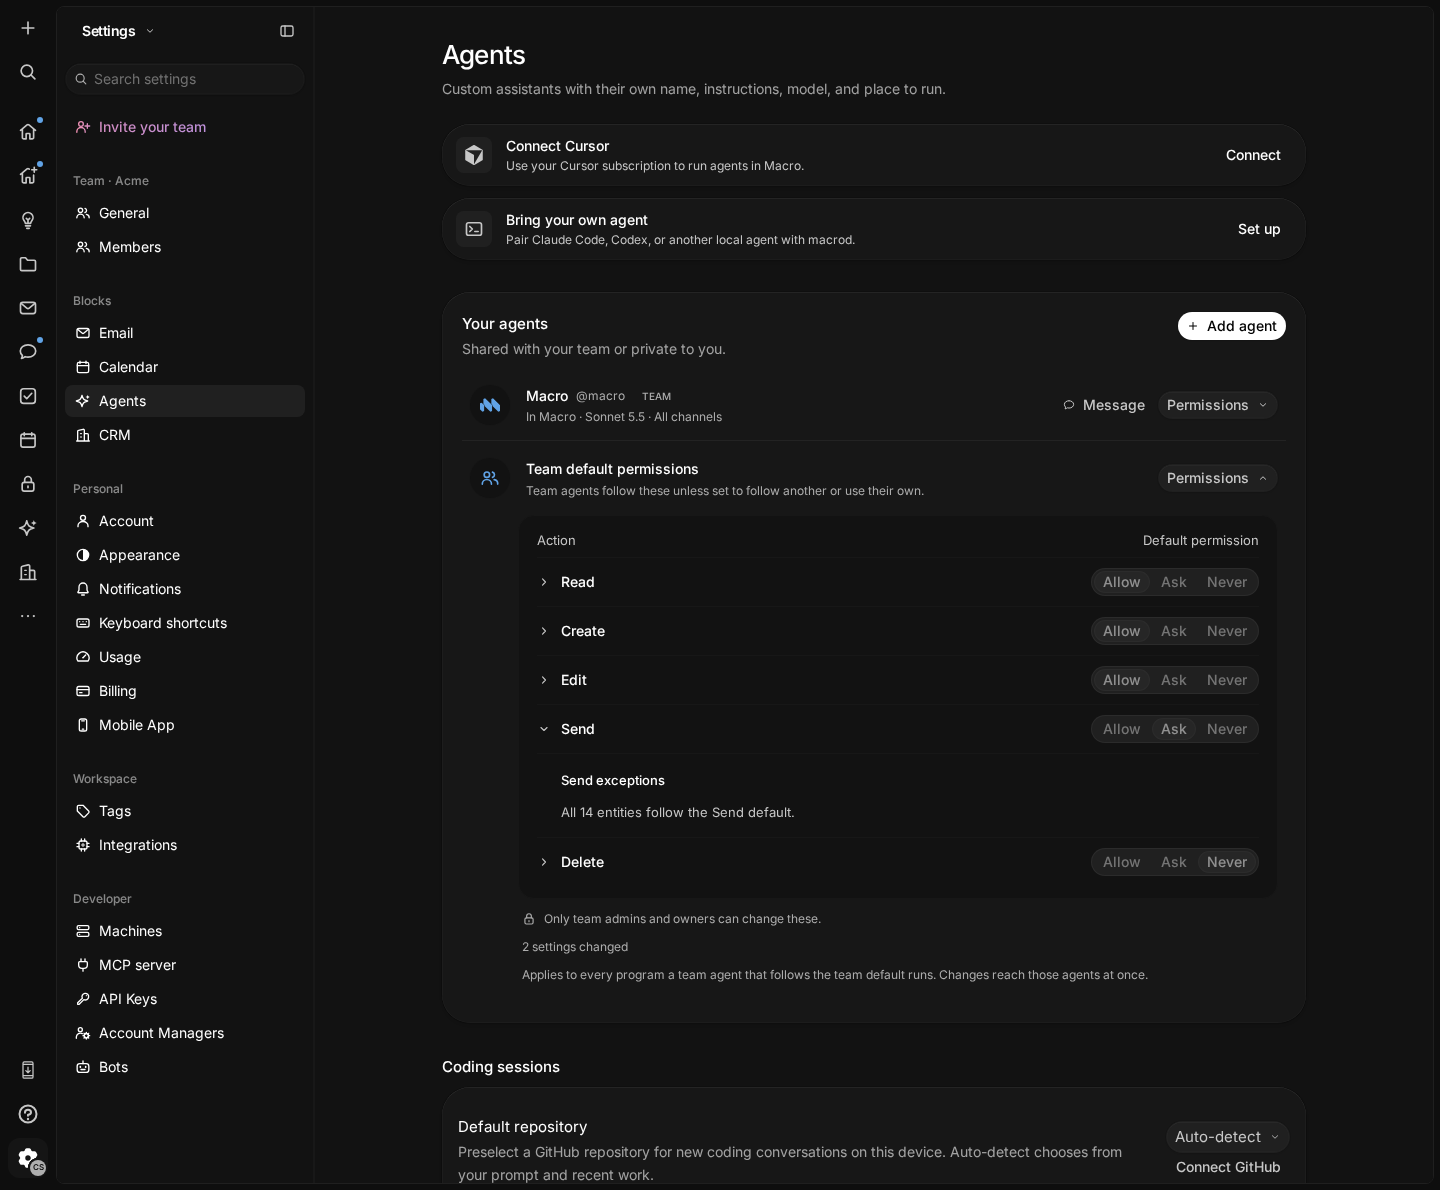 Settings
Search settings
Invite your team
Team · Acme
General
Members
Blocks
Email
Calendar
Agents
CRM
Personal
Account
Appearance
Notifications
Keyboard shortcuts
Usage
Billing
Mobile App
Workspace
Tags
Integrations
Developer
Machines
MCP server
API Keys
Account Managers
Bots
CS
Agents
Custom assistants with their own name, instructions, model, and place to run.
Connect Cursor
Use your Cursor subscription to run agents in Macro.
Connect
Bring your own agent
Pair Claude Code, Codex, or another local agent with macrod.
Set up
Your agents
Shared with your team or private to you.
Add agent
Macro @macro TEAM
In Macro · Sonnet 5.5 · All channels
Message Permissions
Team default permissions
Team agents follow these unless set to follow another or use their own.
Permissions
Action Default permission
Read Allow Ask Never
Create Allow Ask Never
Edit Allow Ask Never
Send Allow Ask Never
Send exceptions
All 14 entities follow the Send default.
Delete Allow Ask Never
Only team admins and owners can change these.
2 settings changed
Applies to every program a team agent that follows the team default runs. Changes reach those agents at once.
Coding sessions
Default repository
Preselect a GitHub repository for new coding conversations on this device. Auto-detect chooses from
your prompt and recent work.
Auto-detect
Connect GitHub